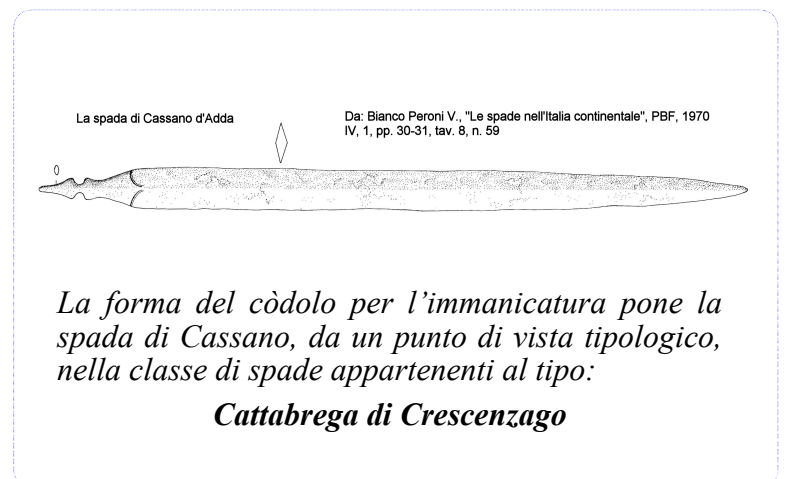 La spada di Cassano d'Adda
Da: Bianco Peroni V., "Le spade nell'Italia continentale", PBF, 1970
IV, 1, pp. 30-31, tav. 8, n. 59
La forma del còdolo per l’immanicatura pone la
spada di Cassano, da un punto di vista tipologico,
nella classe di spade appartenenti al tipo:
Cattabrega di Crescenzago